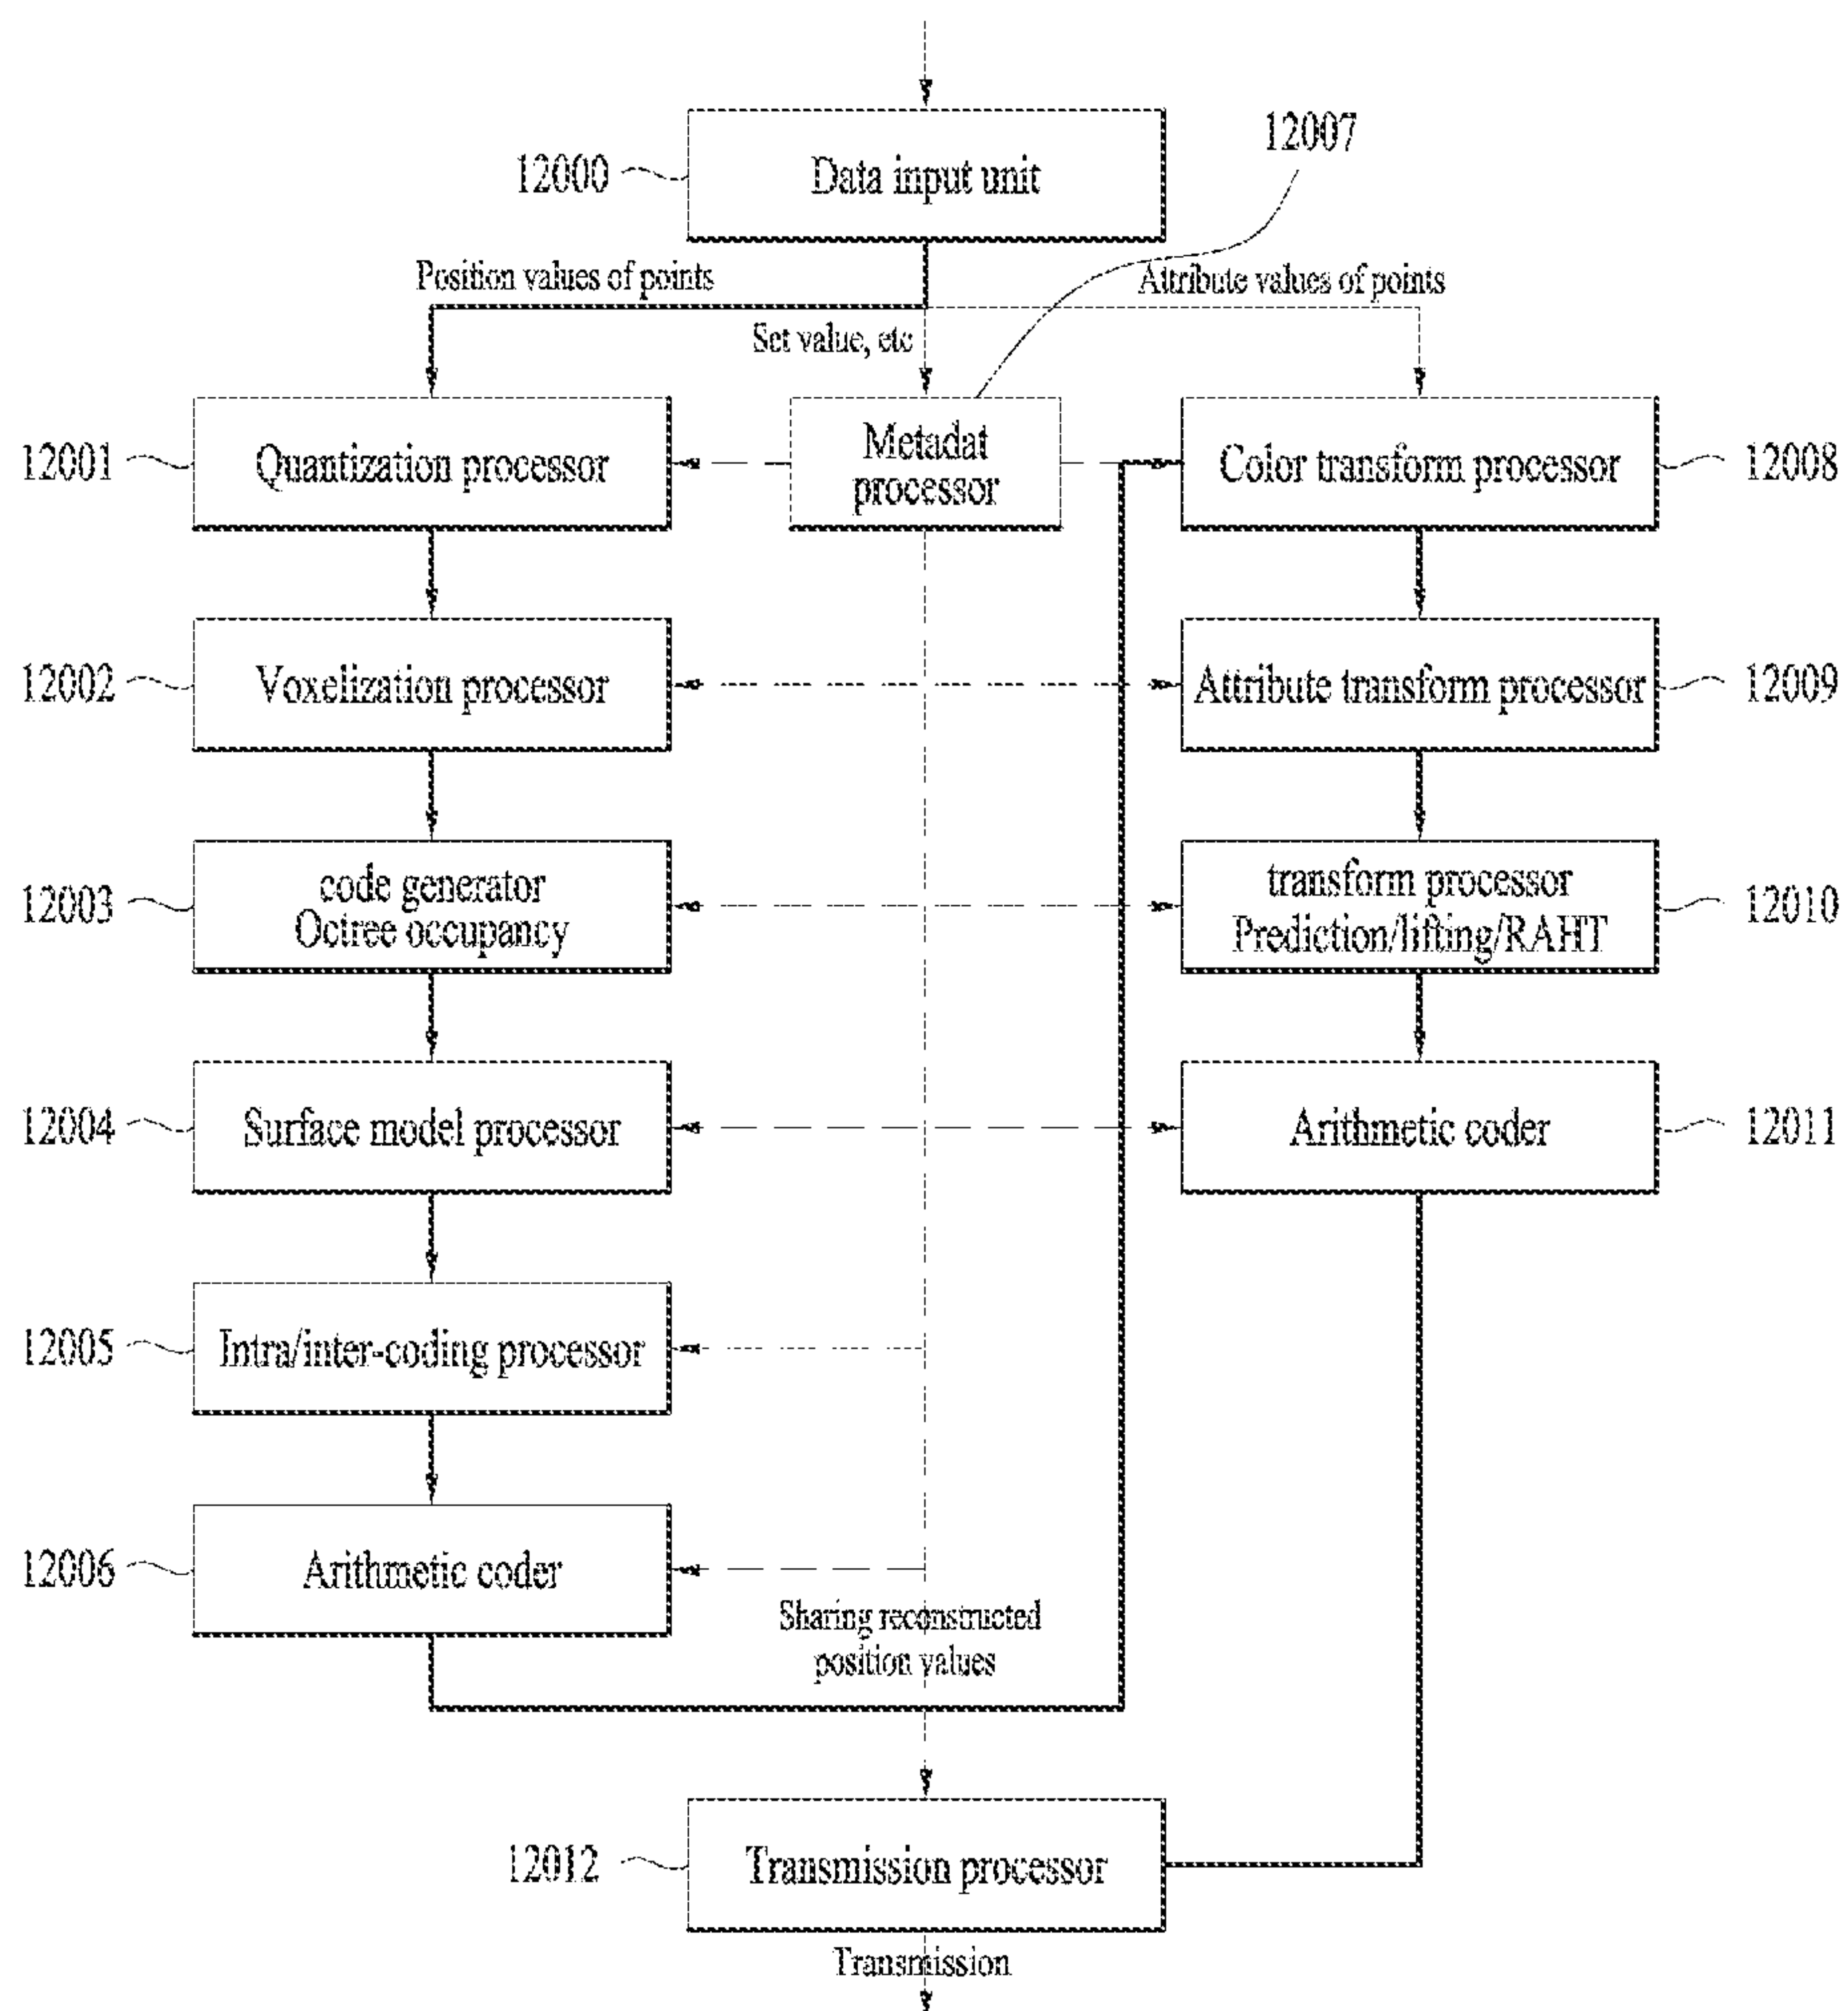 12007
12000
Data input unit
Position values of points
Attribute values of points
Set value, etc
12001
Quantization processor
Metadat
processor
Color transform processor
12008
12002
Voxelization processor
Attribute transform processor
12009
12003
code generator
Octree occupancy
transform processor
Prediction/lifting/RAHT
12010
12004
Surface model processor
Arithmetic coder
12011
12005
Intra/inter-coding processor
12006
Arithmetic coder
Sharing reconstructed
position values
12012
Transmission processor
Transmission